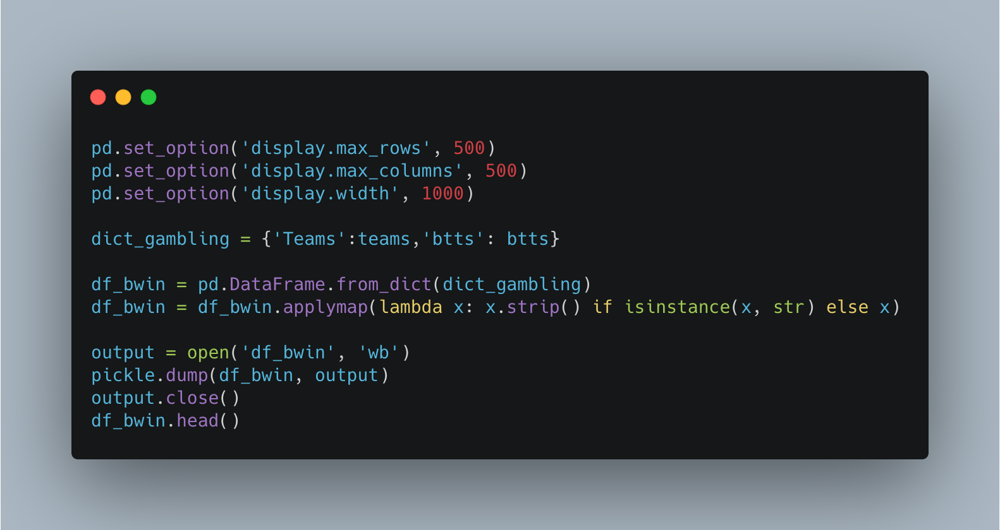 pd.set_option('display.max_rows', 500)
pd.set_option('display.max_columns', 500)
pd.set_option('display.width', 1000)
dict_gambling = {'Teams':teams,'btts': btts}
df_bwin = pd.DataFrame.from_dict(dict_gambling)
df_bwin = df_bwin.applymap(lambda x: x.strip() if isinstance(x, str) else x)
output = open('df_bwin', 'wb')
pickle.dump(df_bwin, output)
output.close()
df_bwin.head()